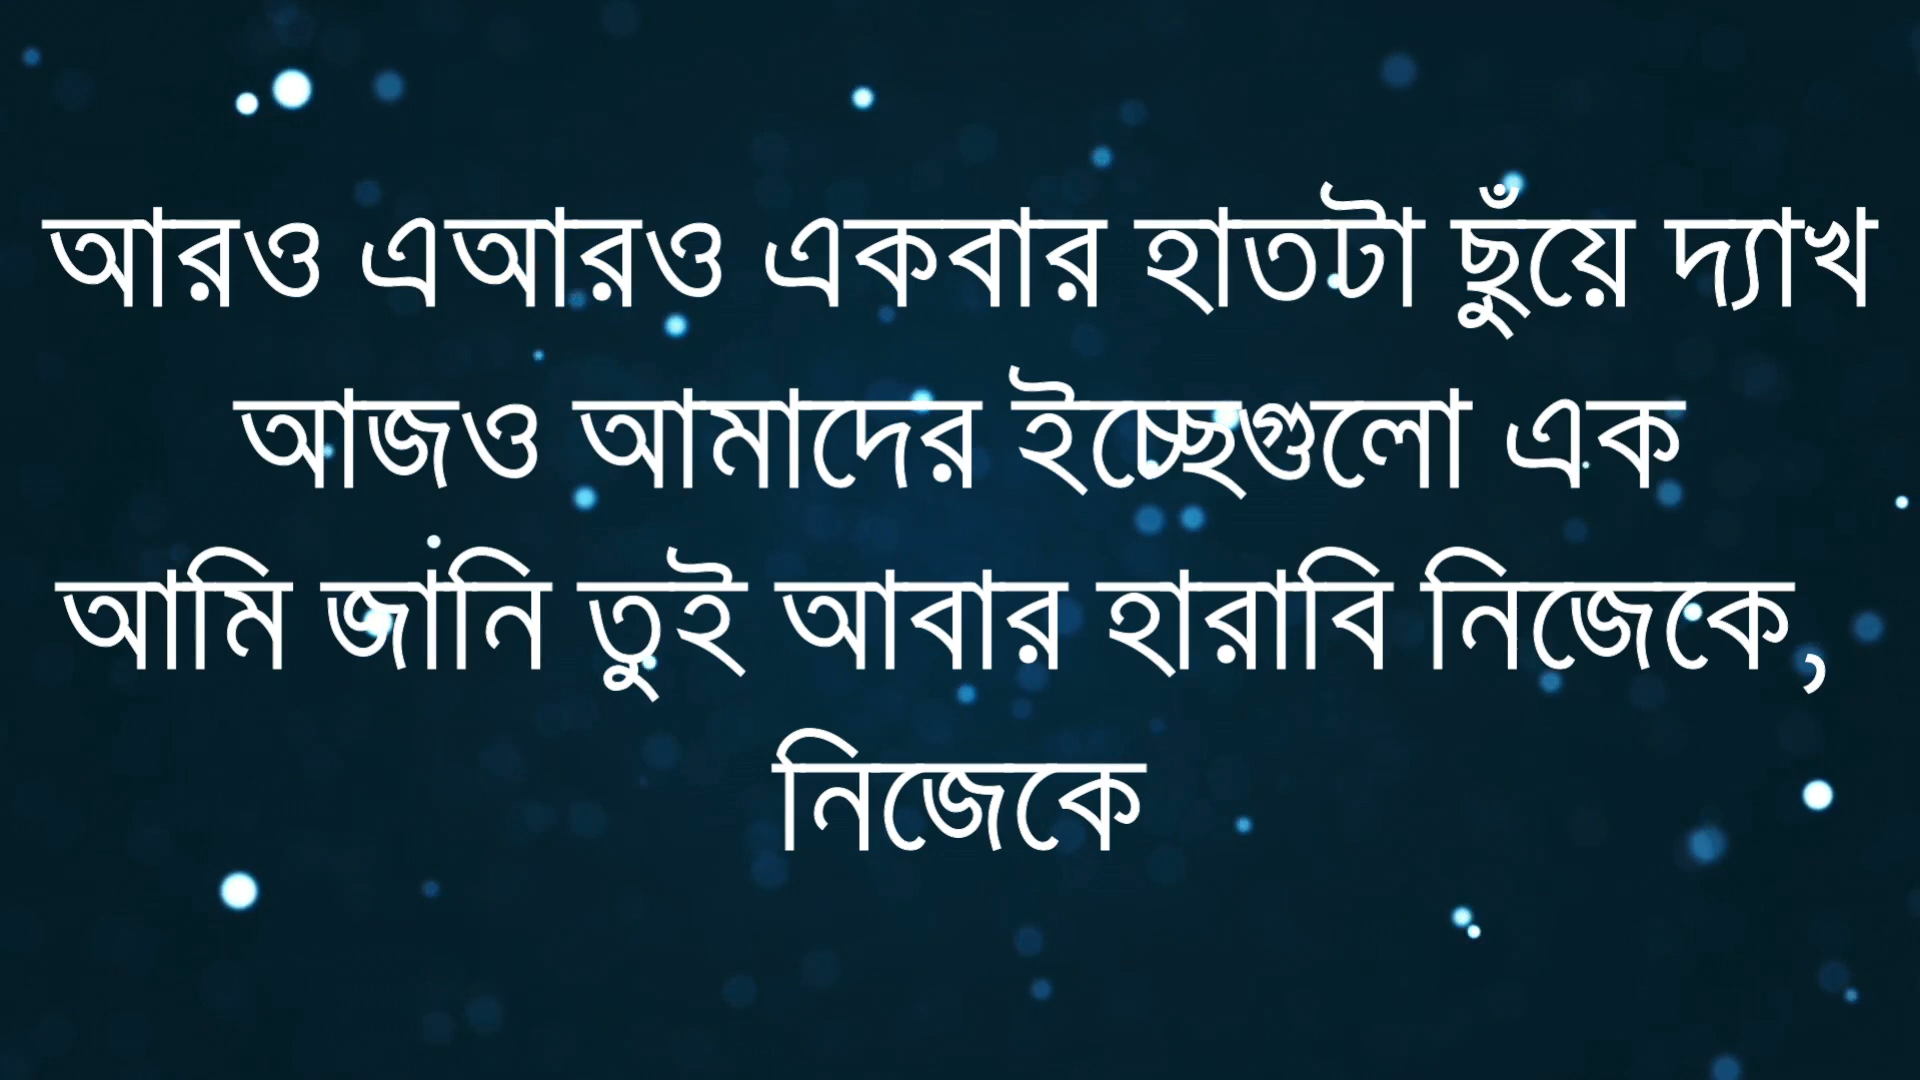 আরও এআরও একবার হাতটা ছুঁয়ে দ্যাখ
আজও আমাদের ইচ্ছেগুলো এক
আমি জানি তুই আবার হারাবি নিজেকে,
নিজেকে